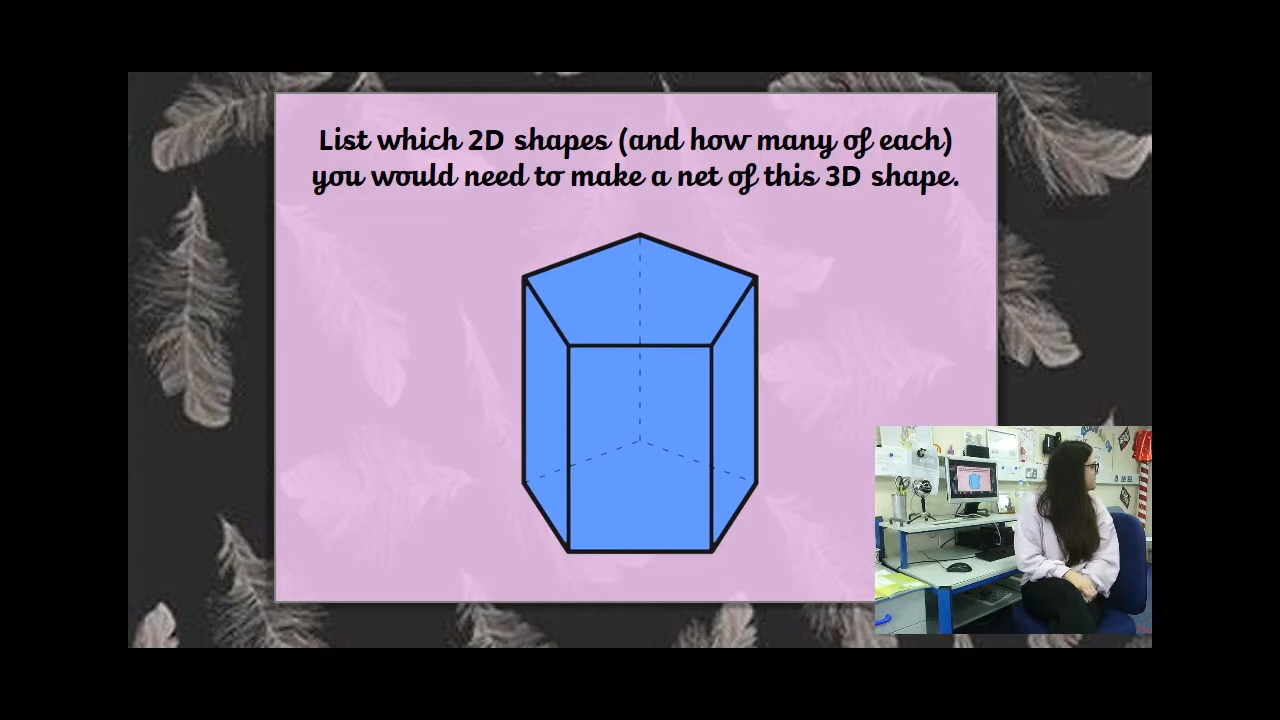 List which 2D shapes (and how many of each)
you would need to make a net of this 3D shape.